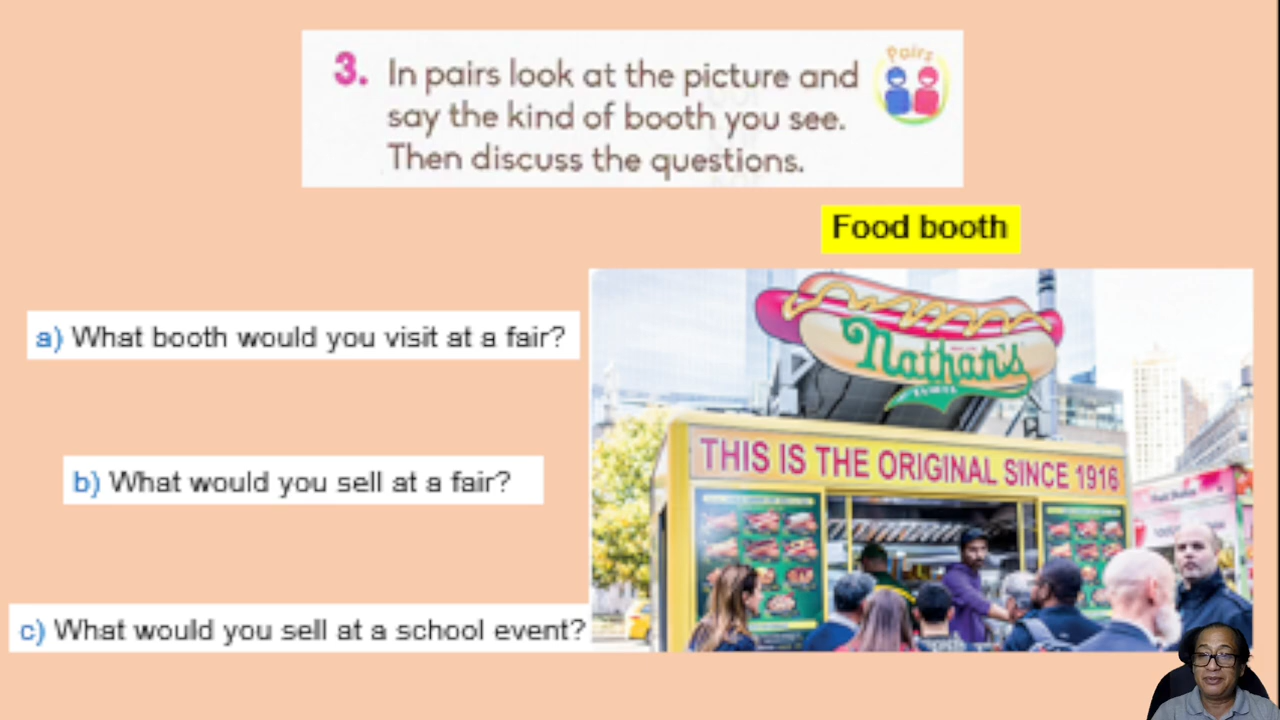 Pairs
3. In pairs look at the picture and
say the kind of booth you see.
Then discuss the questions.
Food booth
a) What booth would you visit at a fair?
b) What would you sell at a fair?
c) What would you sell at a school event?
Nathan's
THIS IS THE ORIGINAL SINCE 1916